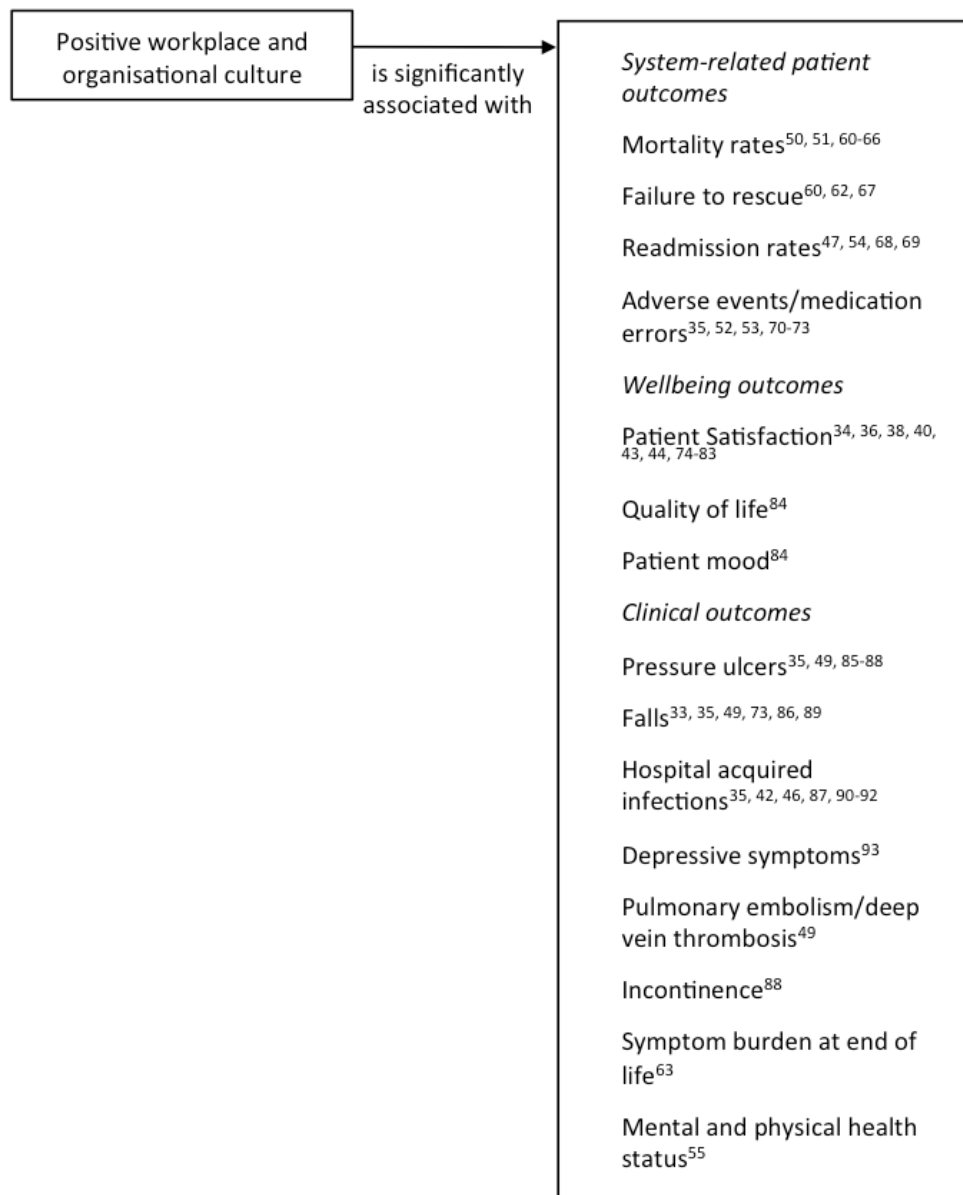 Positive workplace and
organisational culture
is significantly
associated with
System-related patient
outcomes
Mortality rates50, 51, 60-66
Failure to rescue60, 62, 67
Readmission rates47, 54, 68, 69
Adverse events/medication
errors35, 52, 53, 70-73
Wellbeing outcomes
Patient Satisfaction34, 36, 38, 40,
43, 44, 74-83
Quality of life84
Patient mood84
Clinical outcomes
Pressure ulcers35, 49, 85-88
Falls33, 35, 49, 73, 86, 89
Hospital acquired
infections35, 42, 46, 87, 90-92
Depressive symptoms93
Pulmonary embolism/deep
vein thrombosis49
Incontinence88
Symptom burden at end of
life63
Mental and physical health
status55